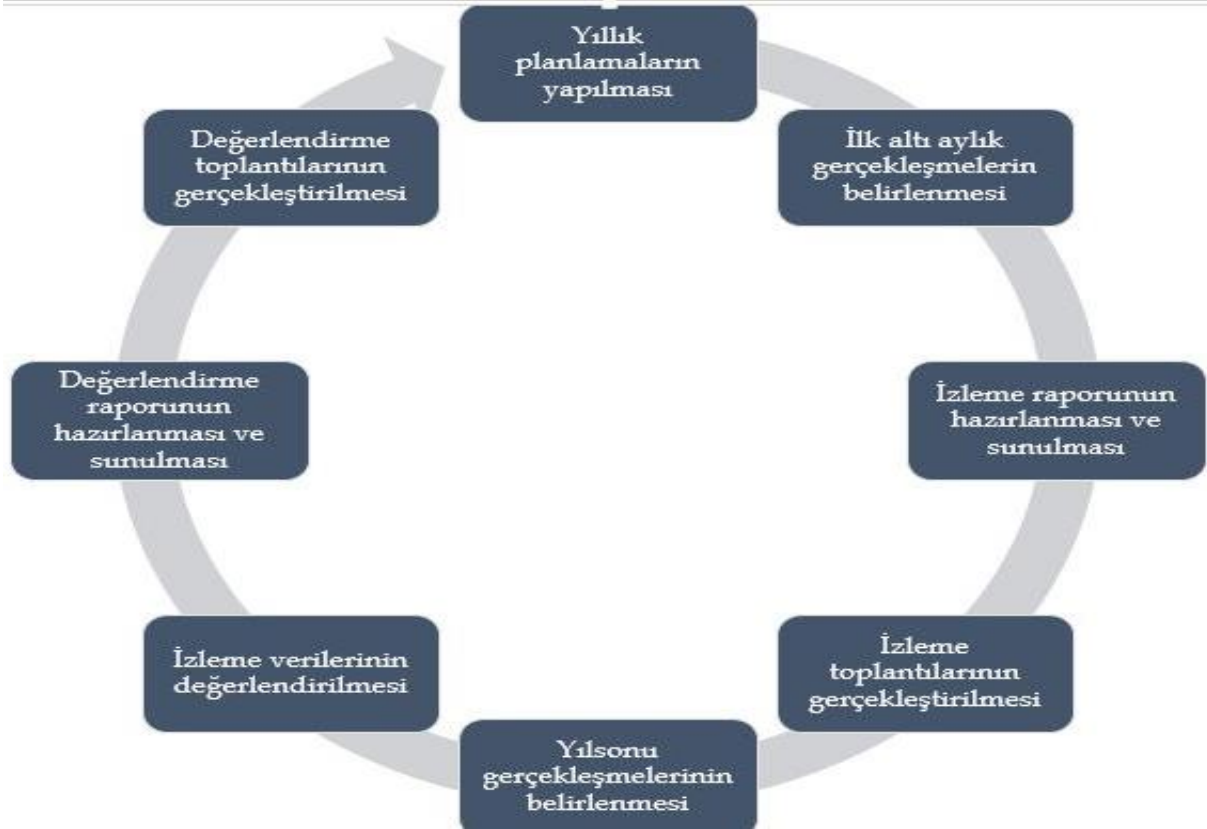 Yıllık
planlamaların
yapılması
İlk altı aylık
gerçekleşmelerin
belirlenmesi
İzleme raporunun
hazırlanması ve
sunulması
İzleme
toplantılarının
gerçekleştirilmesi
Yılsonu
gerçekleşmelerinin
belirlenmesi
İzleme verilerinin
değerlendirilmesi
Değerlendirme
raporunun
hazırlanması ve
sunulması
Değerlendirme
toplantılarının
gerçekleştirilmesi